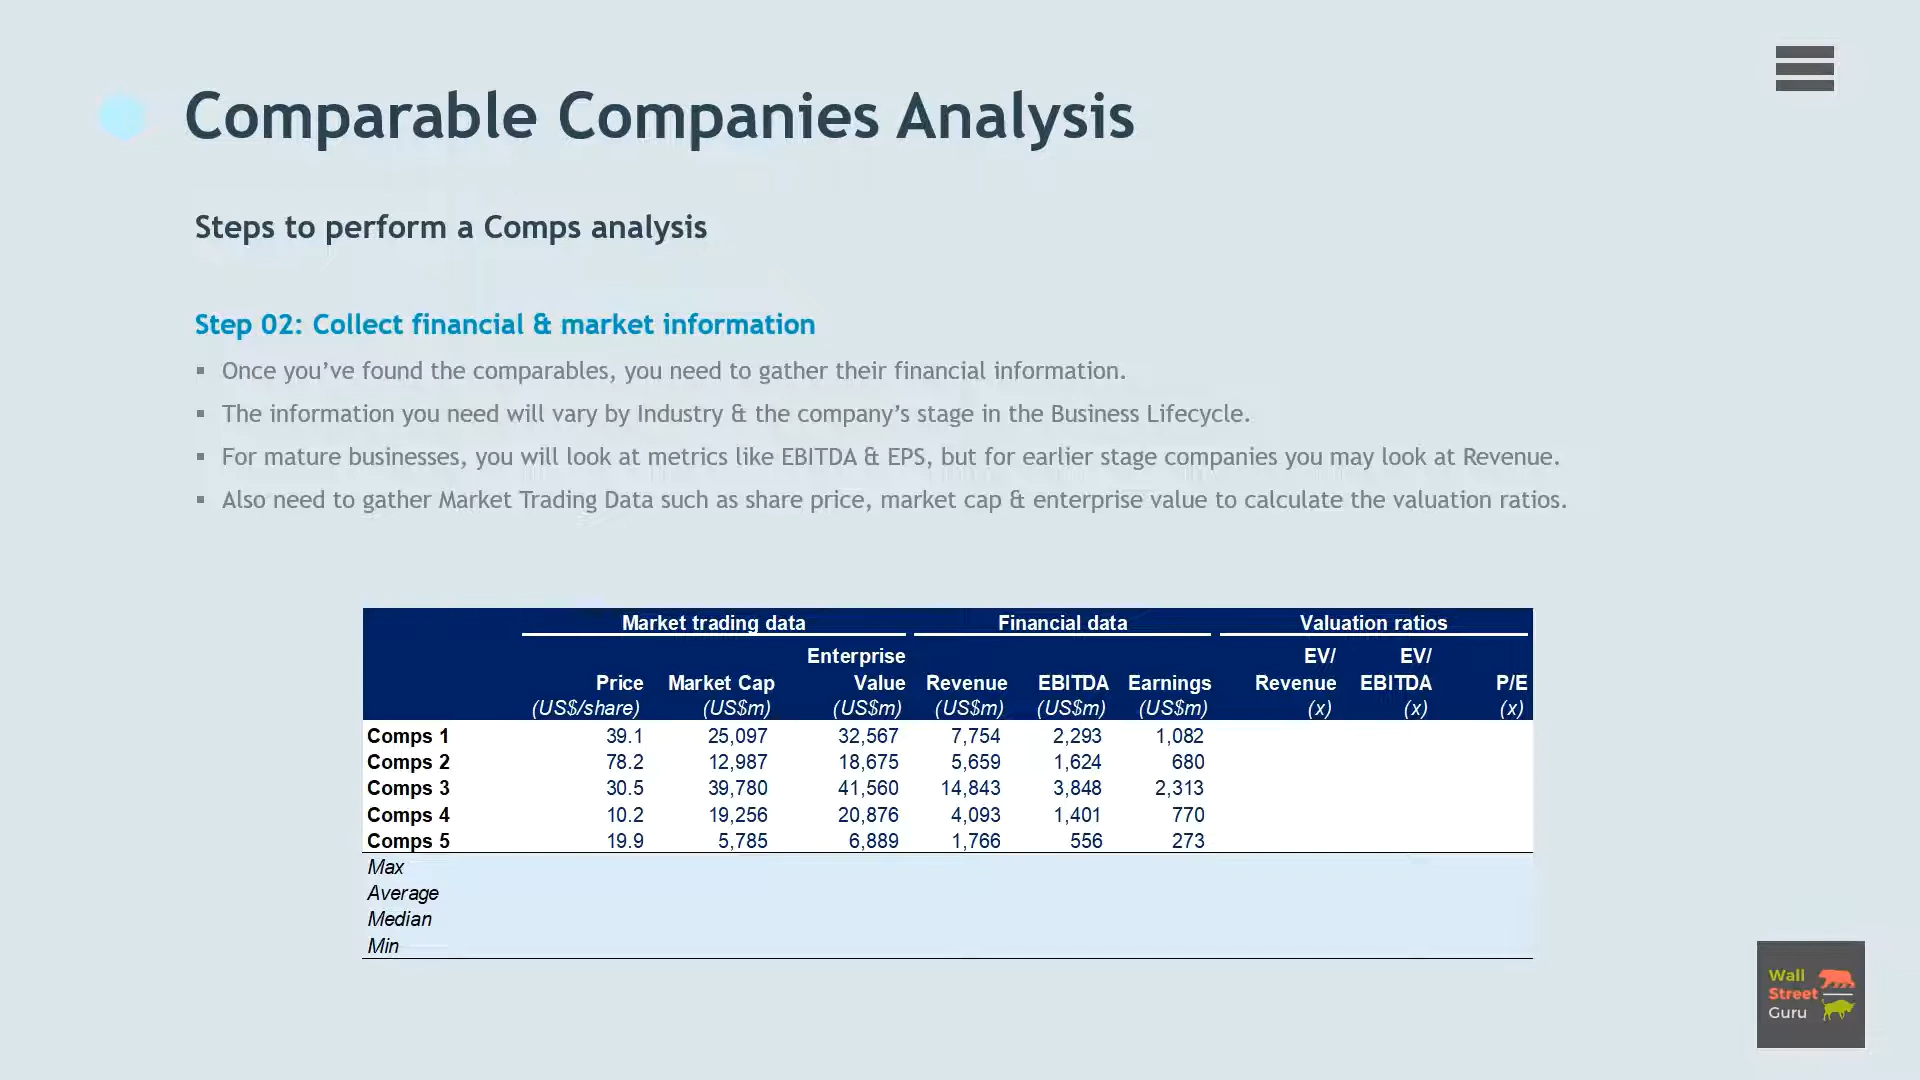 Comparable Companies Analysis
Steps to perform a Comps analysis
Step 02: Collect financial & market information
▪ Once you’ve found the comparables, you need to gather their financial information.
▪ The information you need will vary by Industry & the company’s stage in the Business Lifecycle.
▪ For mature businesses, you will look at metrics like EBITDA & EPS, but for earlier stage companies you may look at Revenue.
▪ Also need to gather Market Trading Data such as share price, market cap & enterprise value to calculate the valuation ratios.
Market trading data Financial data Valuation ratios
Enterprise EV/ EV/
Price Market Cap Value Revenue EBITDA Earnings Revenue EBITDA P/E
(US$/share) (US$m) (US$m) (US$m) (US$m) (US$m) (x) (x) (x)
Comps 1 39.1 25,097 32,567 7,754 2,293 1,082
Comps 2 78.2 12,987 18,675 5,659 1,624 680
Comps 3 30.5 39,780 41,560 14,843 3,848 2,313
Comps 4 10.2 19,256 20,876 4,093 1,401 770
Comps 5 19.9 5,785 6,889 1,766 556 273
Max
Average
Median
Min
Wall
Street
Guru